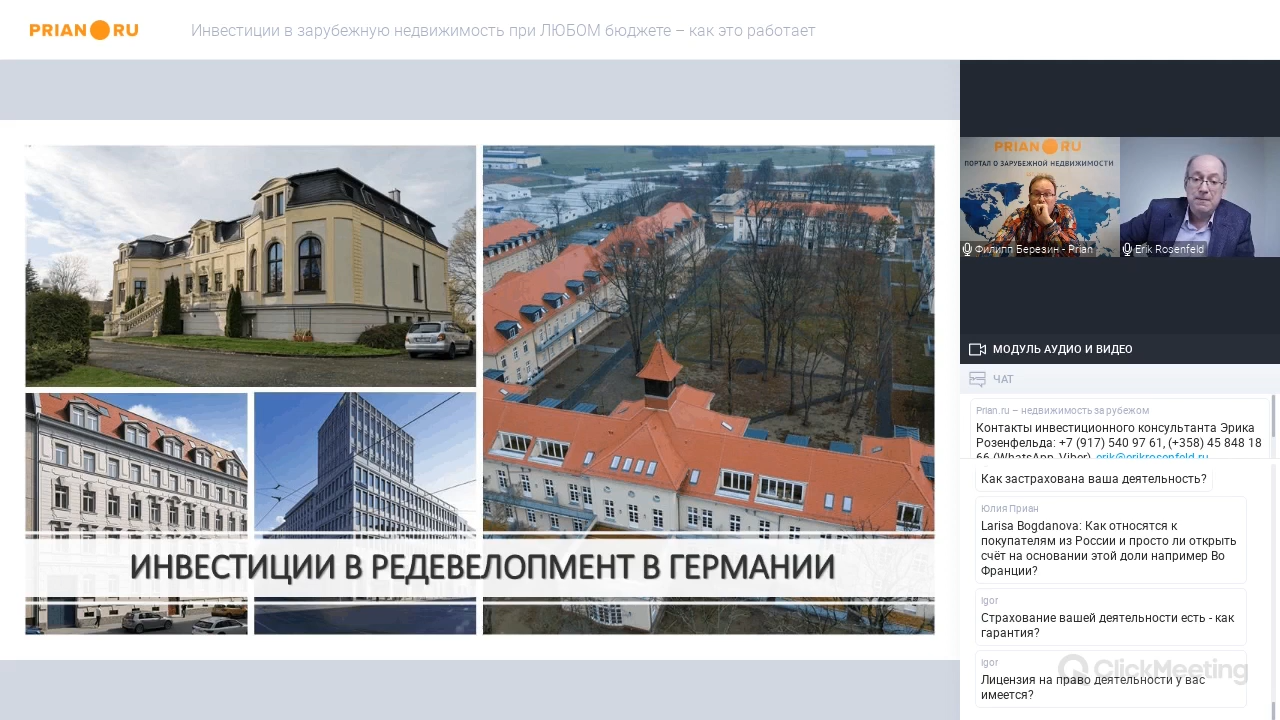 PRIAN RU
Инвестиции в зарубежную недвижимость при ЛЮБОМ бюджете – как это работает
ИНВЕСТИЦИИ В РЕДЕВЕЛОПМЕНТ В ГЕРМАНИИ
PRIAN RU
ПОРТАЛ О ЗАРУБЕЖНОЙ НЕДВИЖИМОСТИ
Филипп Березин - Prian
Erik Rosenfeld
МОДУЛЬ АУДИО И ВИДЕО
ЧАТ
Prian.ru – недвижимость за рубежом
Контакты инвестиционного консультанта Эрика
Розенфельда: +7 (917) 540 97 61, (+358) 45 848 18
66 (WhatsApp, Viber), erik@erikrosenfeld.ru
Как застрахована ваша деятельность?
Юлия Приан
Larisa Bogdanova: Как относятся к
покупателям из России и просто ли открыть
счёт на основании этой доли например Во
Франции?
igor
Страхование вашей деятельности есть - как
гарантия?
igor
Лицензия на право деятельности у вас
имеется?
ClickMeeting